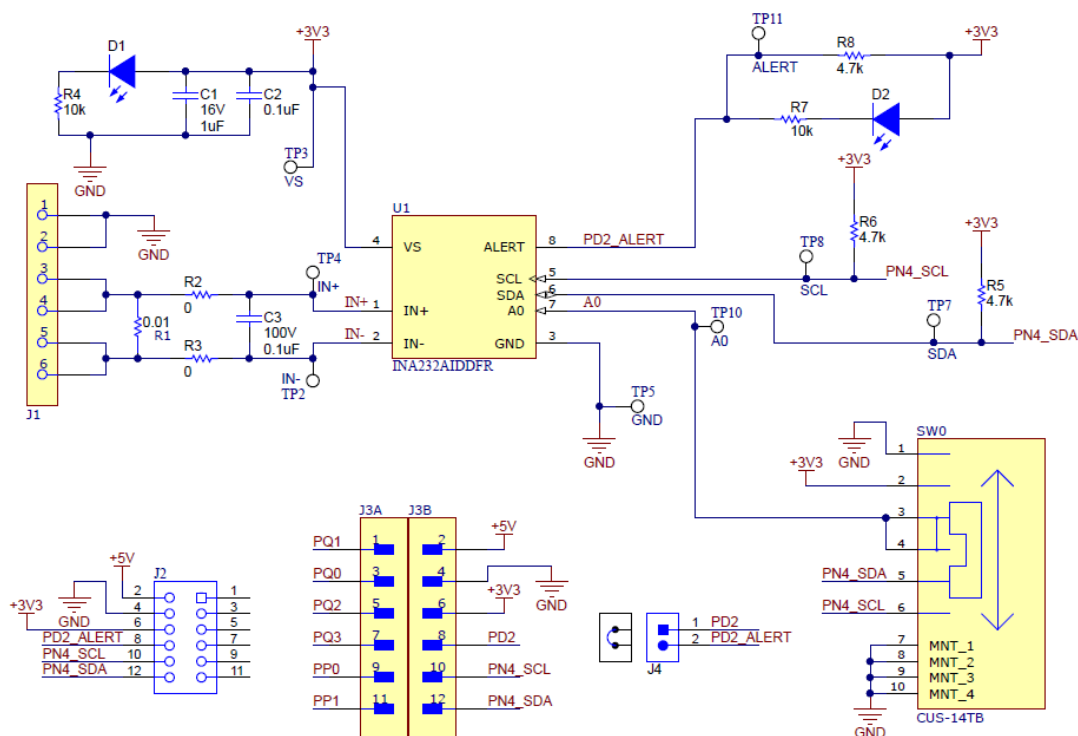 TP11
+3V3
+3V3
D1
R8
4.7k
ALERT
R4
10k
C1
16V
1uF
C2
0.1uF
R7
10k
D2
TP3
VS
GND
+3V3
U1
R6
4.7k
+3V3
1
2
3
4
5
6
J1
GND
4
VS
ALERT
8
PD2_ALERT
TP4
IN+
R2
0
SCL
5
TP8
SCL
PN4_SCL
SDA
6
R5
4.7k
IN+
1
IN+
A0
7
A0
TP10
A0
TP7
SDA
PN4_SDA
0.01
R1
C3
100V
0.1uF
R3
0
IN-
2
IN-
GND
3
INA232AIDDFR
IN-
TP2
TP5
GND
GND
SW0
GND
1
+3V3
2
3
4
PN4_SDA
5
PN4_SCL
6
7
MNT_1
8
MNT_2
9
MNT_3
10
MNT_4
GND
CUS-14TB
J3A
J3B
PQ1
1
2
+5V
PQ0
3
4
GND
PQ2
5
6
+3V3
PQ3
7
8
PD2
PP0
9
10
PN4_SCL
PP1
11
12
PN4_SDA
+5V
J2
2
1
GND
4
3
+3V3
6
5
PD2_ALERT
8
7
PN4_SCL
10
9
PN4_SDA
12
11
1
PD2
2
PD2_ALERT
J4